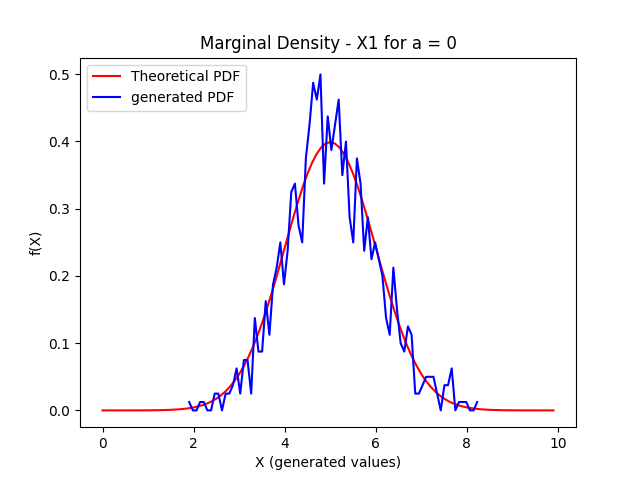 Marginal Density - X1 for a = 0
Theoretical PDF
generated PDF
f(X)
0.5
0.4
0.3
0.2
0.1
0.0
0 2 4 6 8 10
X (generated values)